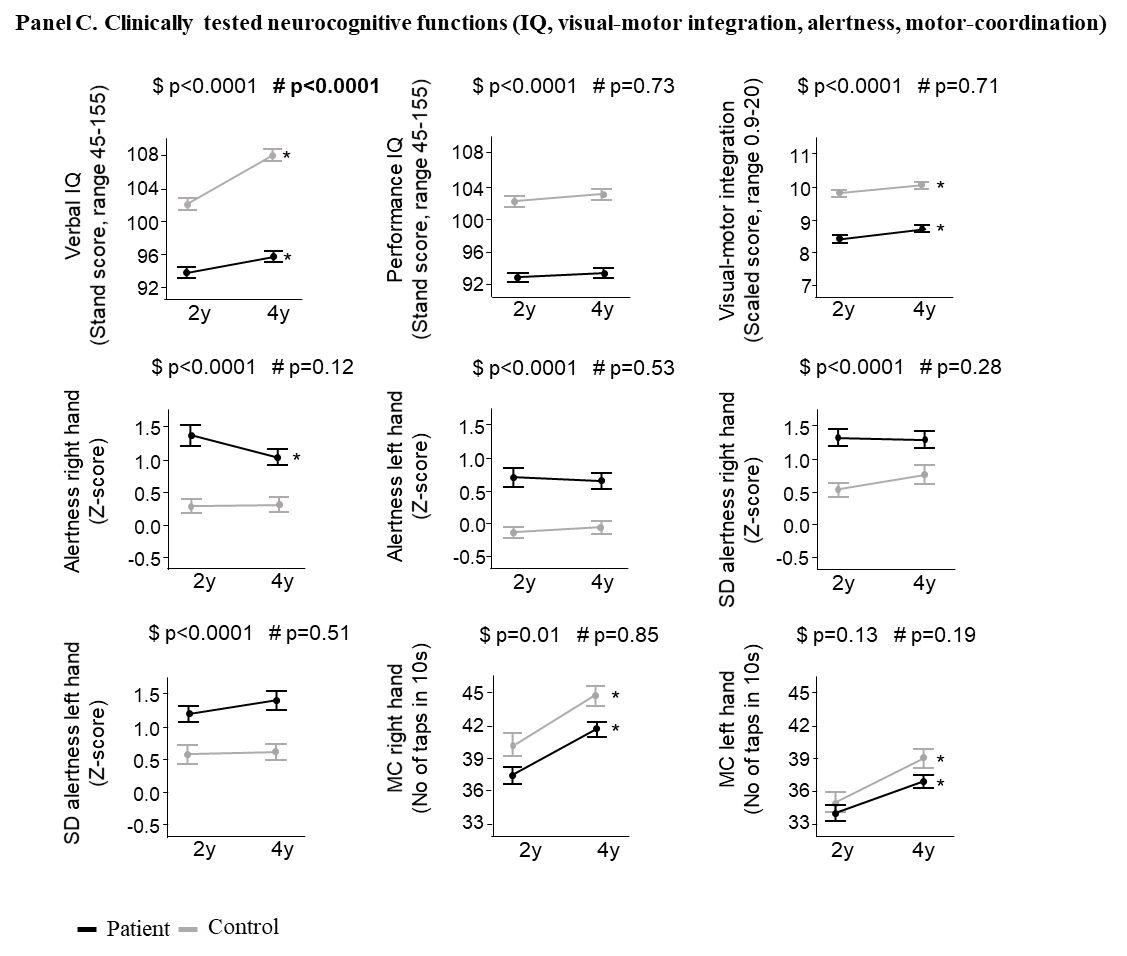 Panel C. Clinically tested neurocognitive functions (IQ, visual-motor integration, alertness, motor-coordination)
$ p<0.0001 # p<0.0001
Verbal IQ
(Stand score, range 45-155)
108
104
100
96
92
*
*
2y 4y
$ p<0.0001 # p=0.73
Performance IQ
(Stand score, range 45-155)
108
104
100
96
92
2y 4y
$ p<0.0001 # p=0.71
Visual-motor integration
(Scaled score, range 0.9-20)
11
10
9
8
7
*
*
2y 4y
$ p<0.0001 # p=0.12
Alertness right hand
(Z-score)
1.5
1.0
0.5
0.0
-0.5
*
2y 4y
$ p<0.0001 # p=0.53
Alertness left hand
(Z-score)
1.5
1.0
0.5
0.0
-0.5
2y 4y
$ p<0.0001 # p=0.28
SD alertness right hand
(Z-score)
1.5
1.0
0.5
0.0
-0.5
2y 4y
$ p<0.0001 # p=0.51
SD alertness left hand
(Z-score)
1.5
1.0
0.5
0.0
-0.5
2y 4y
$ p=0.01 # p=0.85
MC right hand
(No of taps in 10s)
45
42
39
36
33
*
*
2y 4y
$ p=0.13 # p=0.19
MC left hand
(No of taps in 10s)
45
42
39
36
33
*
*
2y 4y
Patient Control